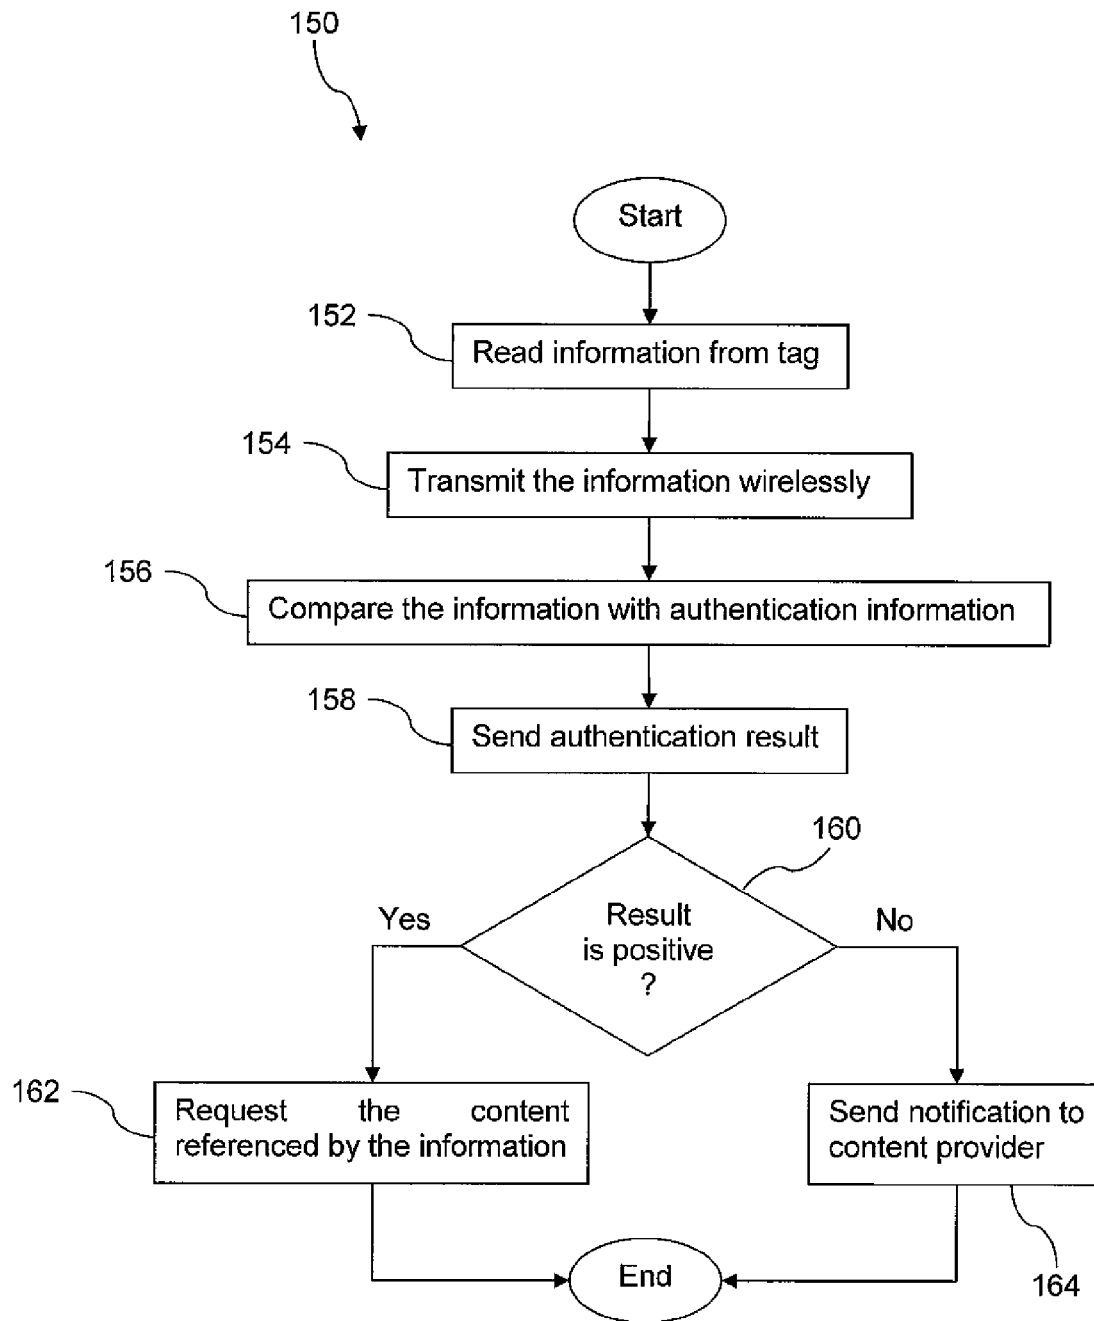 150
Start
152
Read information from tag
154
Transmit the information wirelessly
156
Compare the information with authentication information
158
Send authentication result
160
Yes
Result
is positive
?
No
162
Request the content
referenced by the information
Send notification to
content provider
End
164